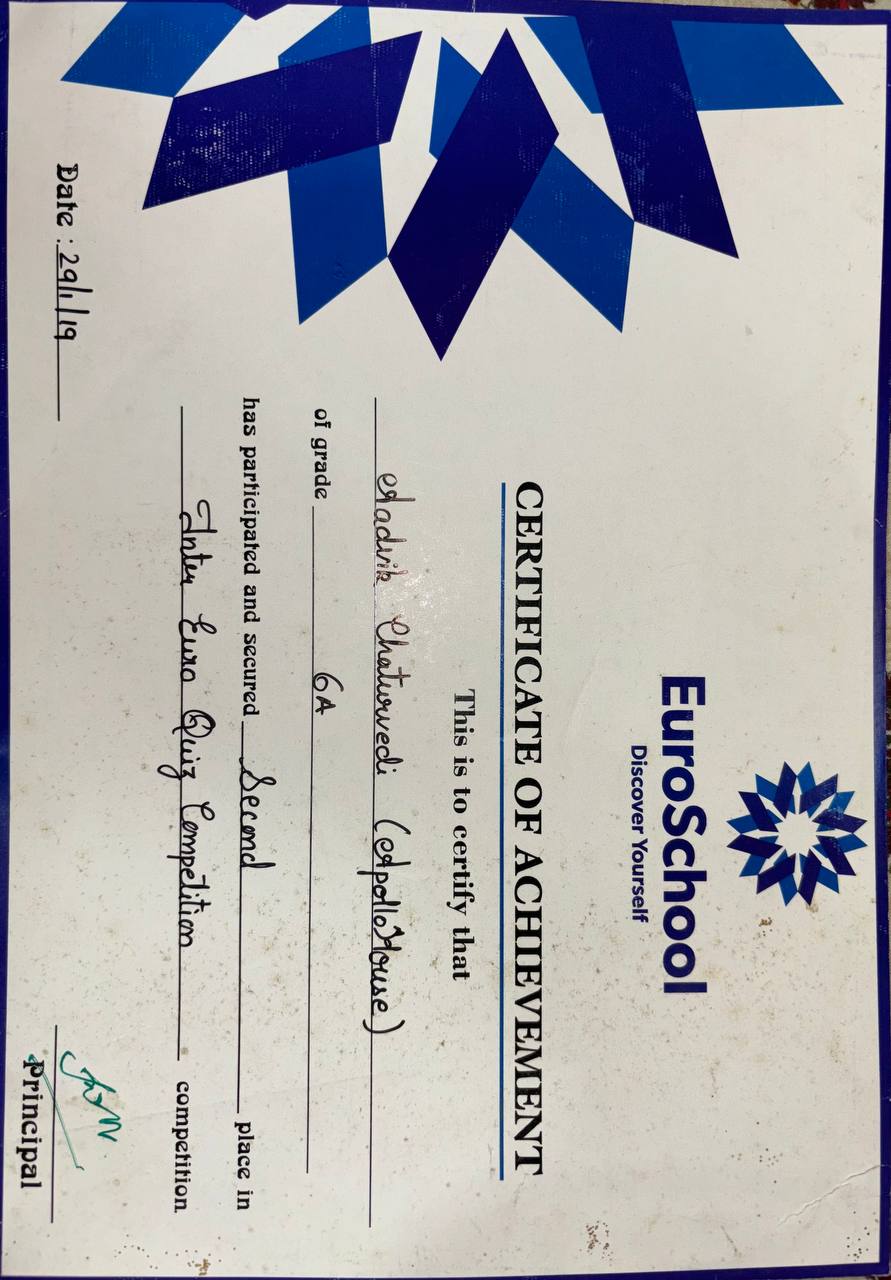 EuroSchool
Discover Yourself
CERTIFICATE OF ACHIEVEMENT
This is to certify that
Aadvik Chaturvedi (Apollo House)
of grade 6A
has participated and secured Second place in
Inter Euro Quiz Competition competition.
Date : 29/1/19
Principal